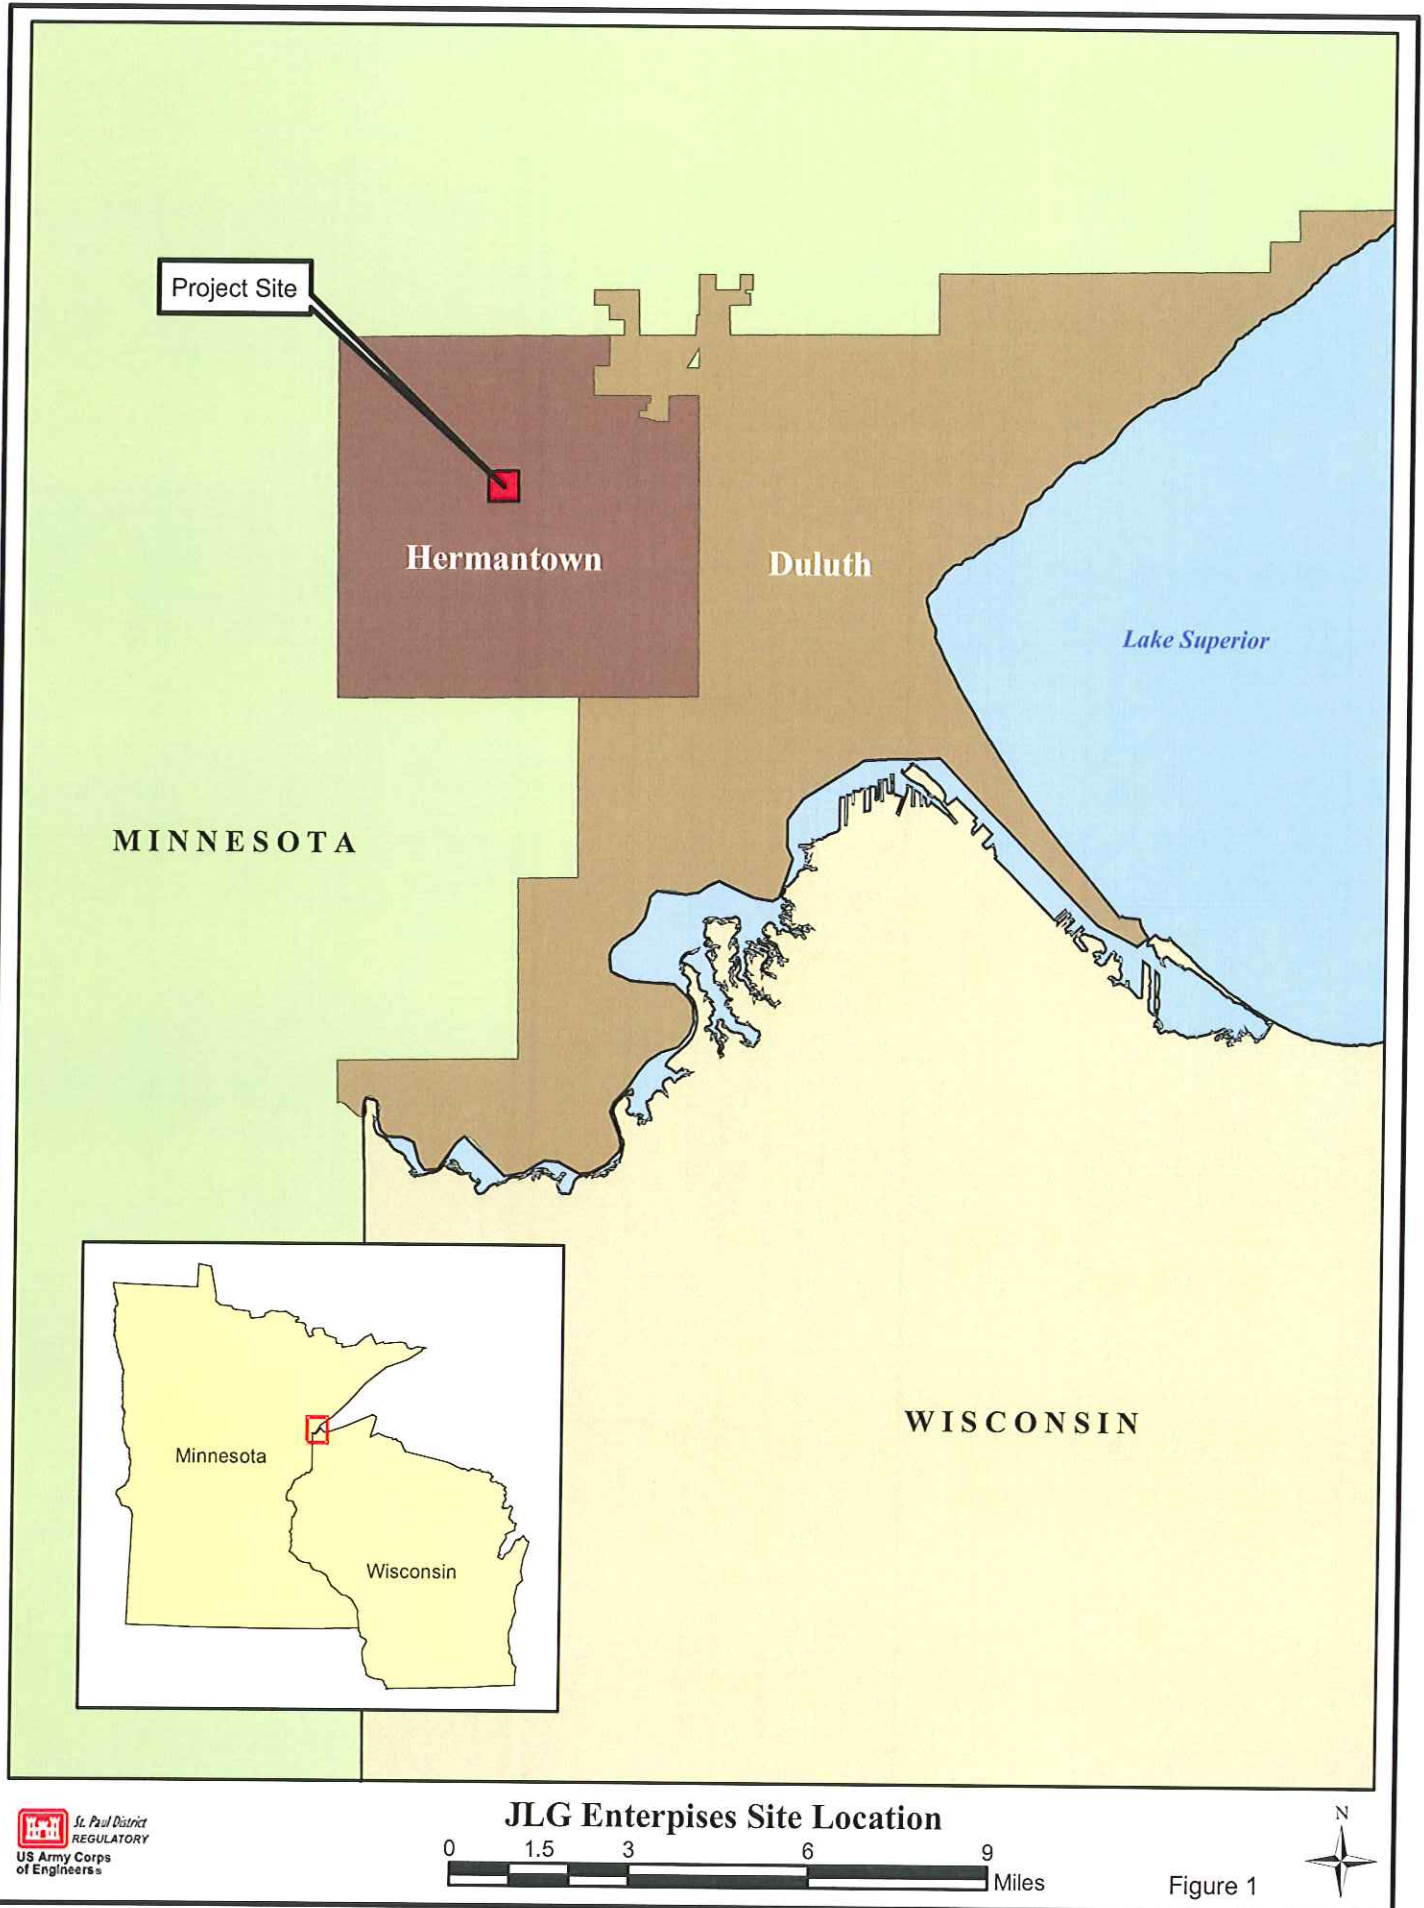 Project Site
Hermantown
Duluth
Lake Superior
MINNESOTA
WISCONSIN
Minnesota
Wisconsin
St. Paul District
REGULATORY
US Army Corps
of Engineers®
JLG Enterpises Site Location
0 1.5 3 6 9
Miles
N
Figure 1